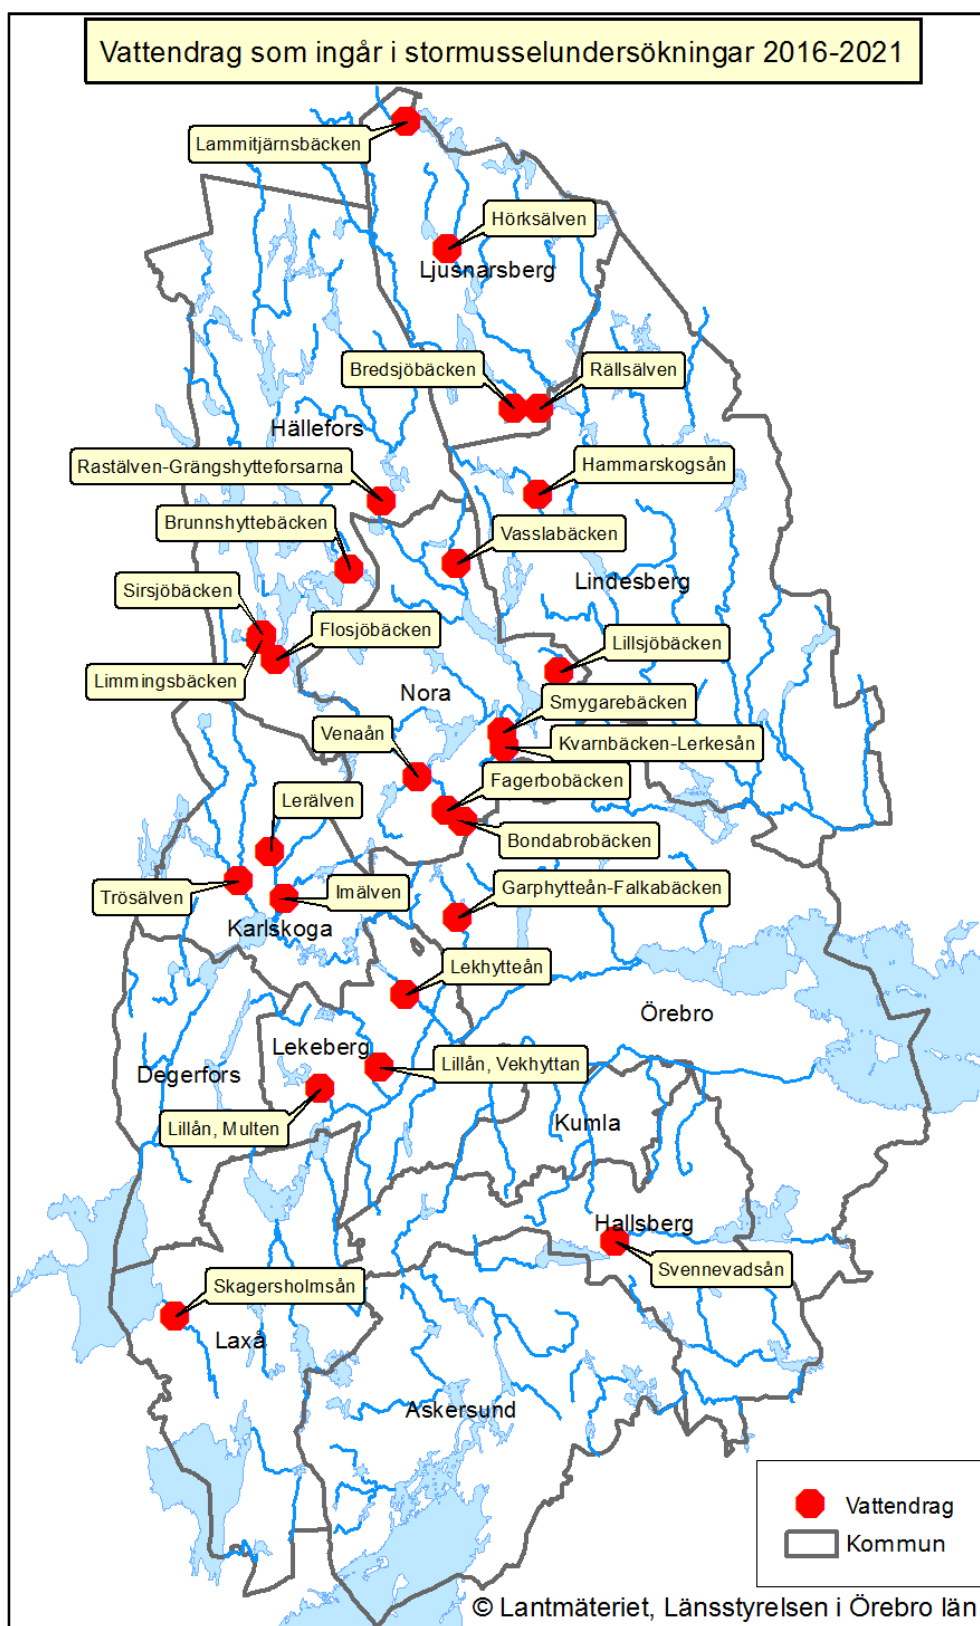 Vattendrag som ingår i stormusselundersökningar 2016-2021
Lammitjärnsbäcken
Hörksälven
Ljusnarsberg
Bredsjöbäcken
Rällsälven
Hällefors
Rastälven-Grängshytteforsarna
Hammarskogsån
Brunnshyttebäcken
Vasslabäcken
Lindesberg
Sirsjöbäcken
Flosjöbäcken
Lillsjöbäcken
Limmingsbäcken
Nora
Smygarebäcken
Venaån
Kvarnbäcken-Lerkesån
Fagerbobäcken
Lerälven
Bondabrobäcken
Trösälven
Imälven
Garphytteån-Falkabäcken
Karlskoga
Lekhytteån
Örebro
Lekeberg
Degerfors
Lillån, Vekhyttan
Lillån, Multen
Kumla
Hallsberg
Svennevadsån
Skagersholmsån
Laxå
Askersund
Vattendrag
Kommun
© Lantmäteriet, Länsstyrelsen i Örebro län